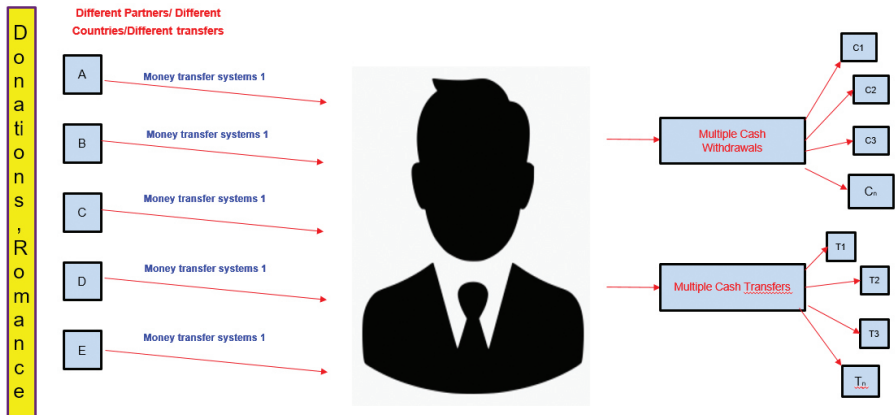 Donations,Romance
Different Partners/ Different
Countries/Different transfers
A
Money transfer systems 1
B
Money transfer systems 1
C
Money transfer systems 1
D
Money transfer systems 1
E
Money transfer systems 1
Multiple Cash
Withdrawals
C1
C2
C3
Cn
Multiple Cash Transfers
T1
T2
T3
Tn